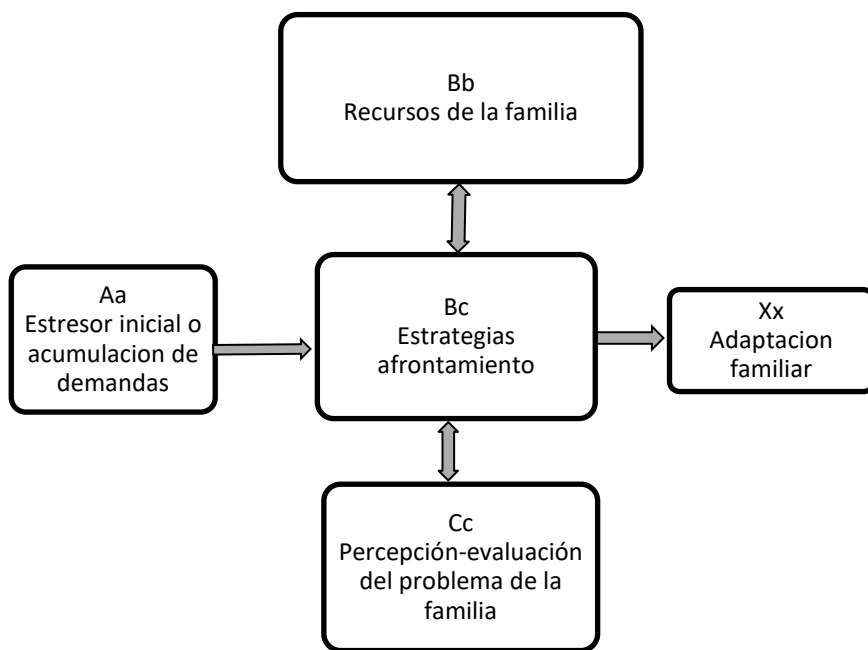 Bb
Recursos de la familia
Aa
Estresor inicial o
acumulacion de
demandas
Bc
Estrategias
afrontamiento
Xx
Adaptacion
familiar
Cc
Percepción-evaluación
del problema de la
familia